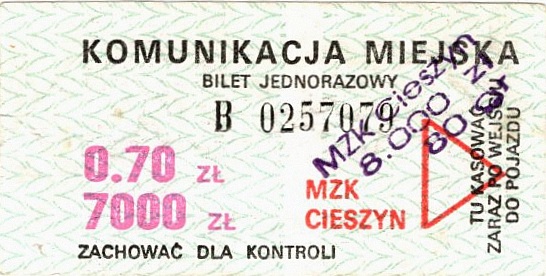 KOMUNIKACJA MIEJSKA
BILET JEDNORAZOWY
B 0257079
0.70 ZŁ
7000 ZŁ
MZK
CIESZYN
ZACHOWAĆ DLA KONTROLI
MZK Cieszyn
8.000 zł
80 gr
TU KASOWAĆ
ZARAZ PO WEJŚCIU
DO POJAZDU